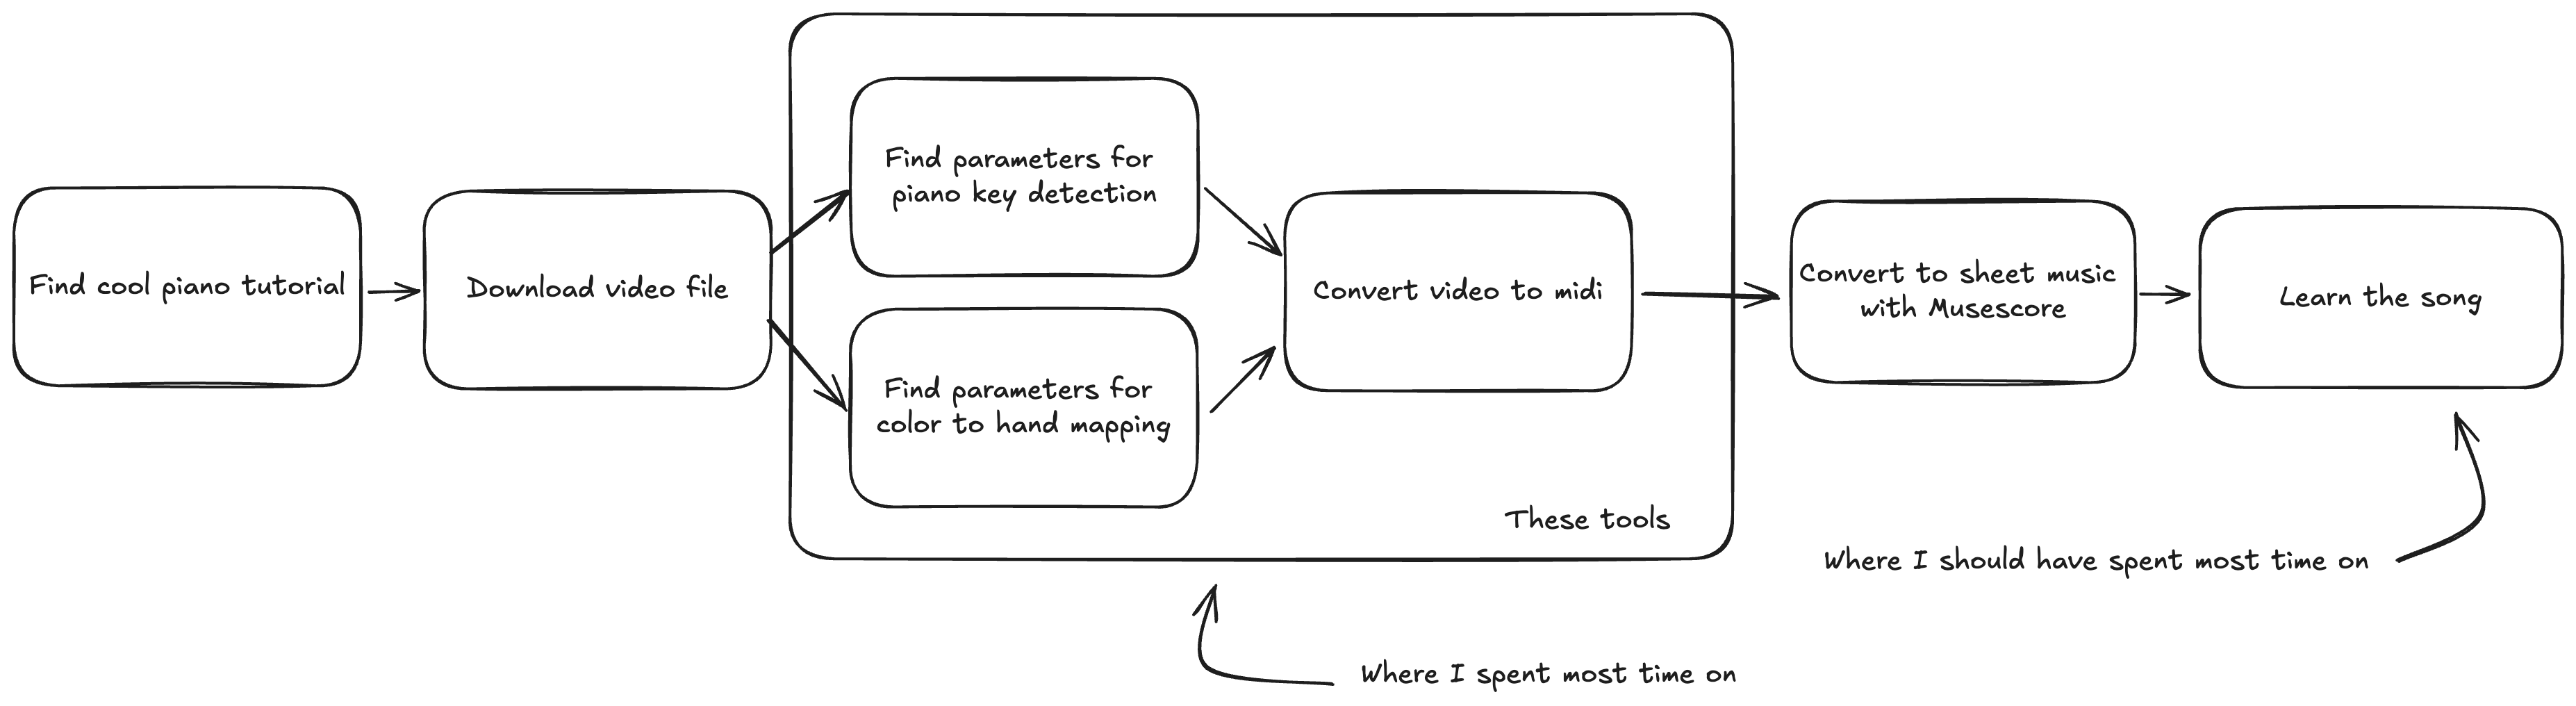 Find cool piano tutorial
Download video file
Find parameters for
piano key detection
Find parameters for
color to hand mapping
Convert video to midi
These tools
Convert to sheet music
with Musescore
Learn the song
Where I should have spent most time on
Where I spent most time on